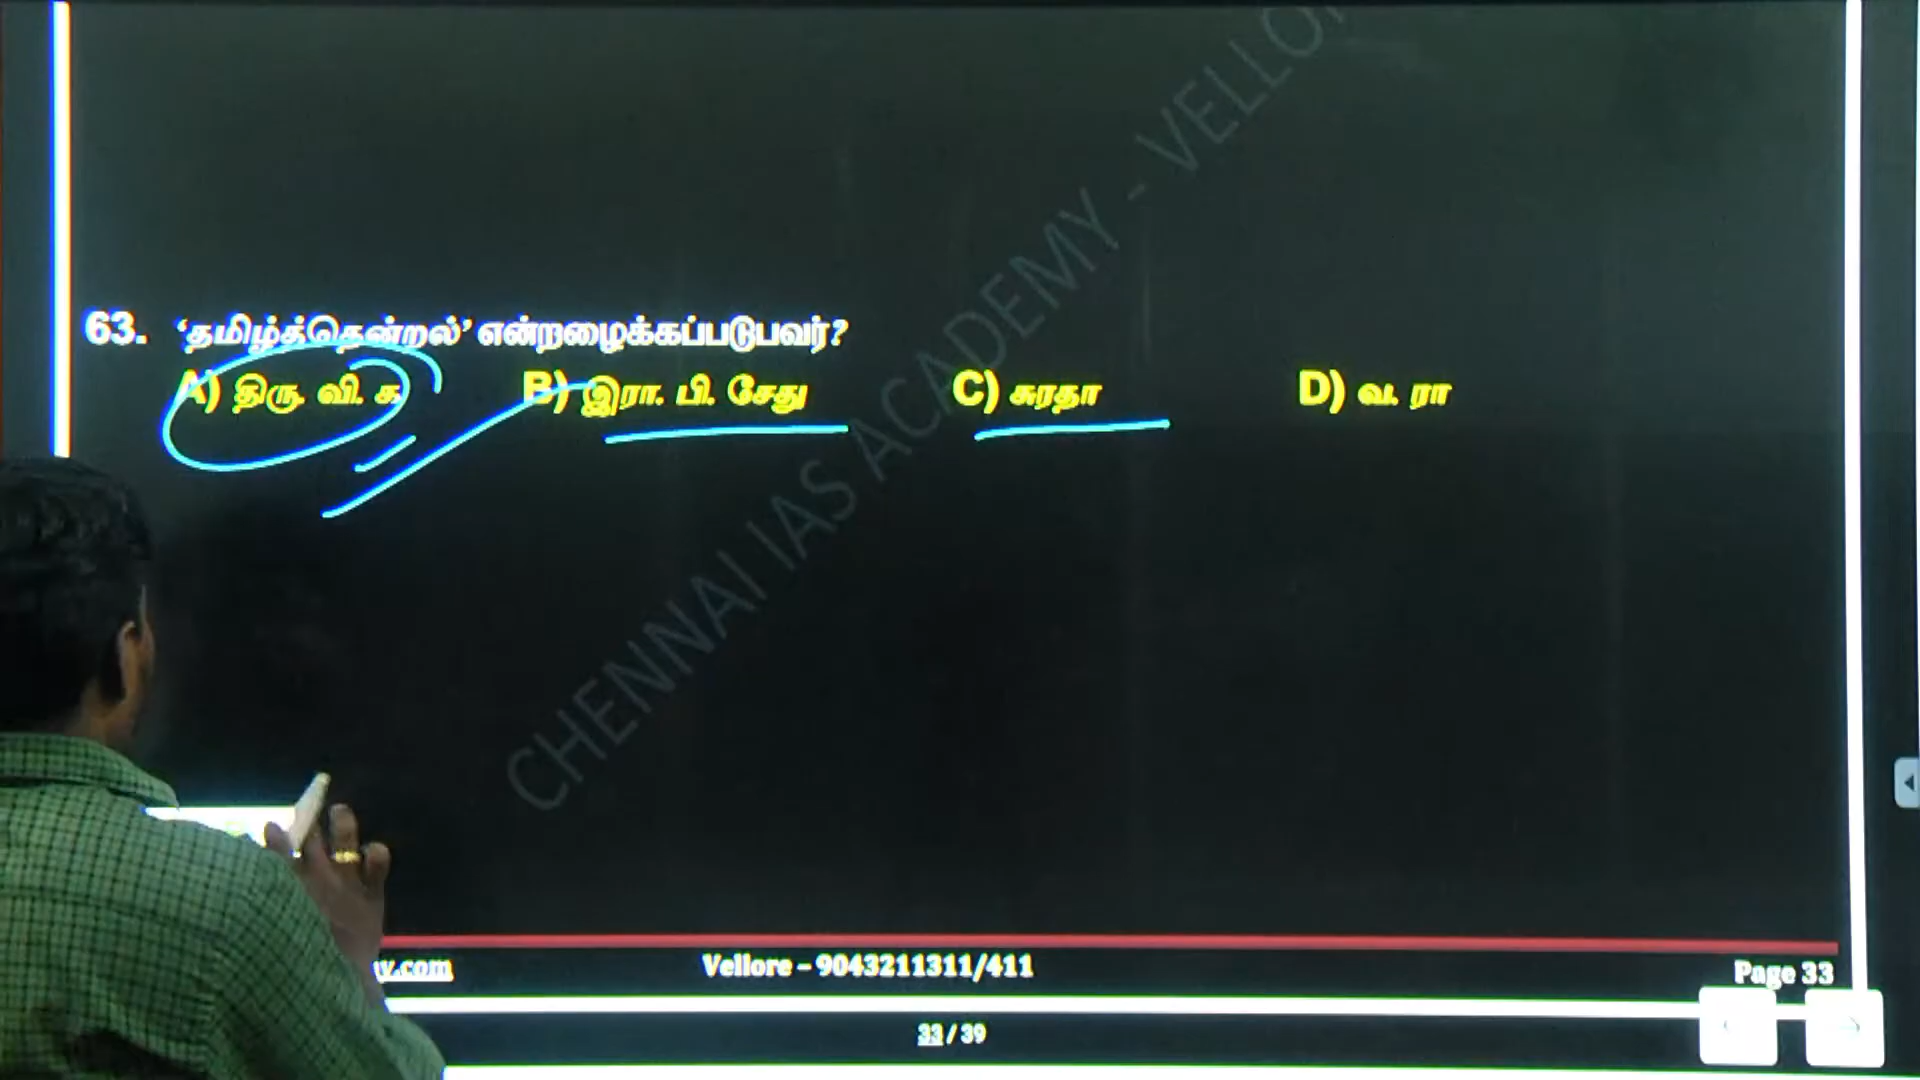 CHENNAI IAS ACADEMY - VELLOR
63. ‘தமிழ்த்தென்றல்’ என்றழைக்கப்படுபவர்?
A) திரு. வி. க B) இரா. பி. சேது C) சுரதா D) வ. ரா
y.com Vellore – 9043211311/411 Page 33
33 / 39